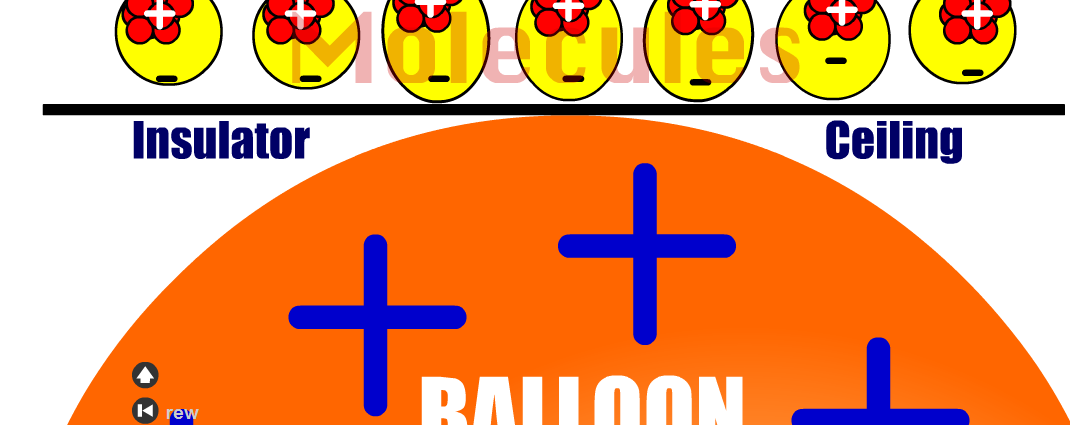 Molecules
Insulator
Ceiling
BALLOON
rew